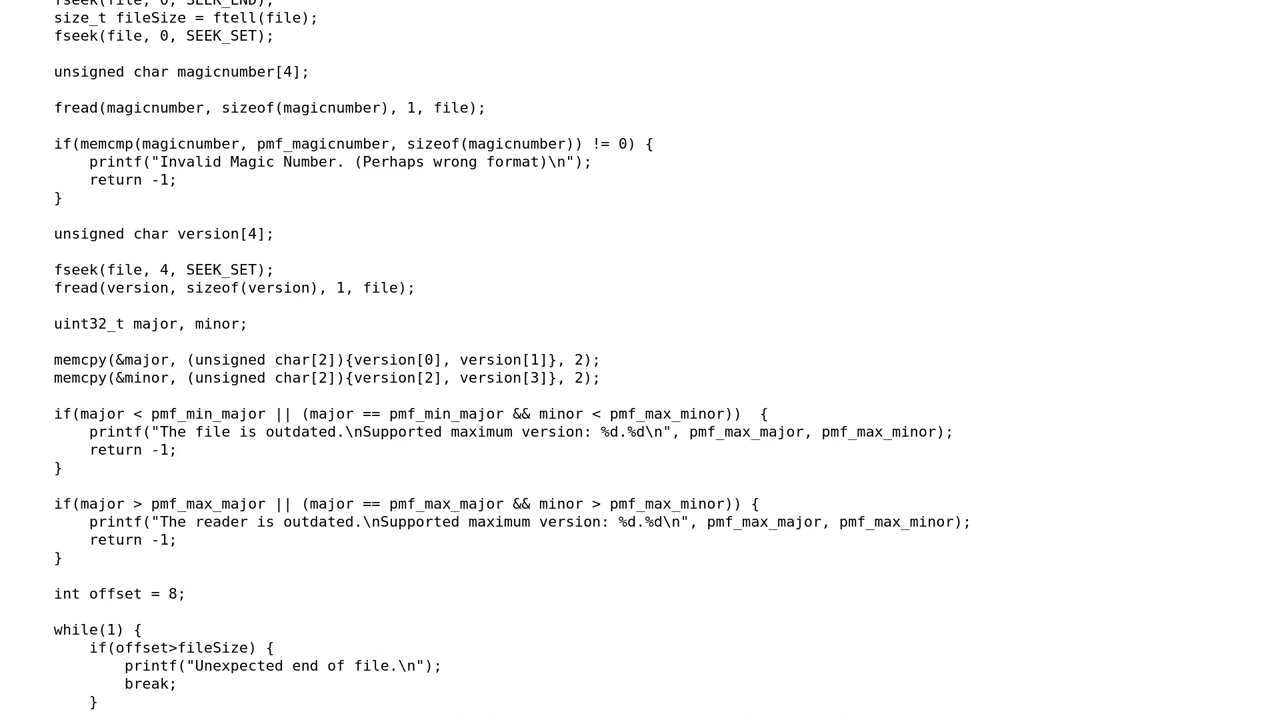 fseek(file, 0, SEEK_END);
size_t fileSize = ftell(file);
fseek(file, 0, SEEK_SET);
unsigned char magicnumber[4];
fread(magicnumber, sizeof(magicnumber), 1, file);
if(memcmp(magicnumber, pmf_magicnumber, sizeof(magicnumber)) != 0) {
    printf("Invalid Magic Number. (Perhaps wrong format)\n");
    return -1;
}
unsigned char version[4];
fseek(file, 4, SEEK_SET);
fread(version, sizeof(version), 1, file);
uint32_t major, minor;
memcpy(&major, (unsigned char[2]){version[0], version[1]}, 2);
memcpy(&minor, (unsigned char[2]){version[2], version[3]}, 2);
if(major < pmf_min_major || (major == pmf_min_major && minor < pmf_max_minor))  {
    printf("The file is outdated.\nSupported maximum version: %d.%d\n", pmf_max_major, pmf_max_minor);
    return -1;
}
if(major > pmf_max_major || (major == pmf_max_major && minor > pmf_max_minor)) {
    printf("The reader is outdated.\nSupported maximum version: %d.%d\n", pmf_max_major, pmf_max_minor);
    return -1;
}
int offset = 8;
while(1) {
    if(offset>fileSize) {
        printf("Unexpected end of file.\n");
        break;
    }